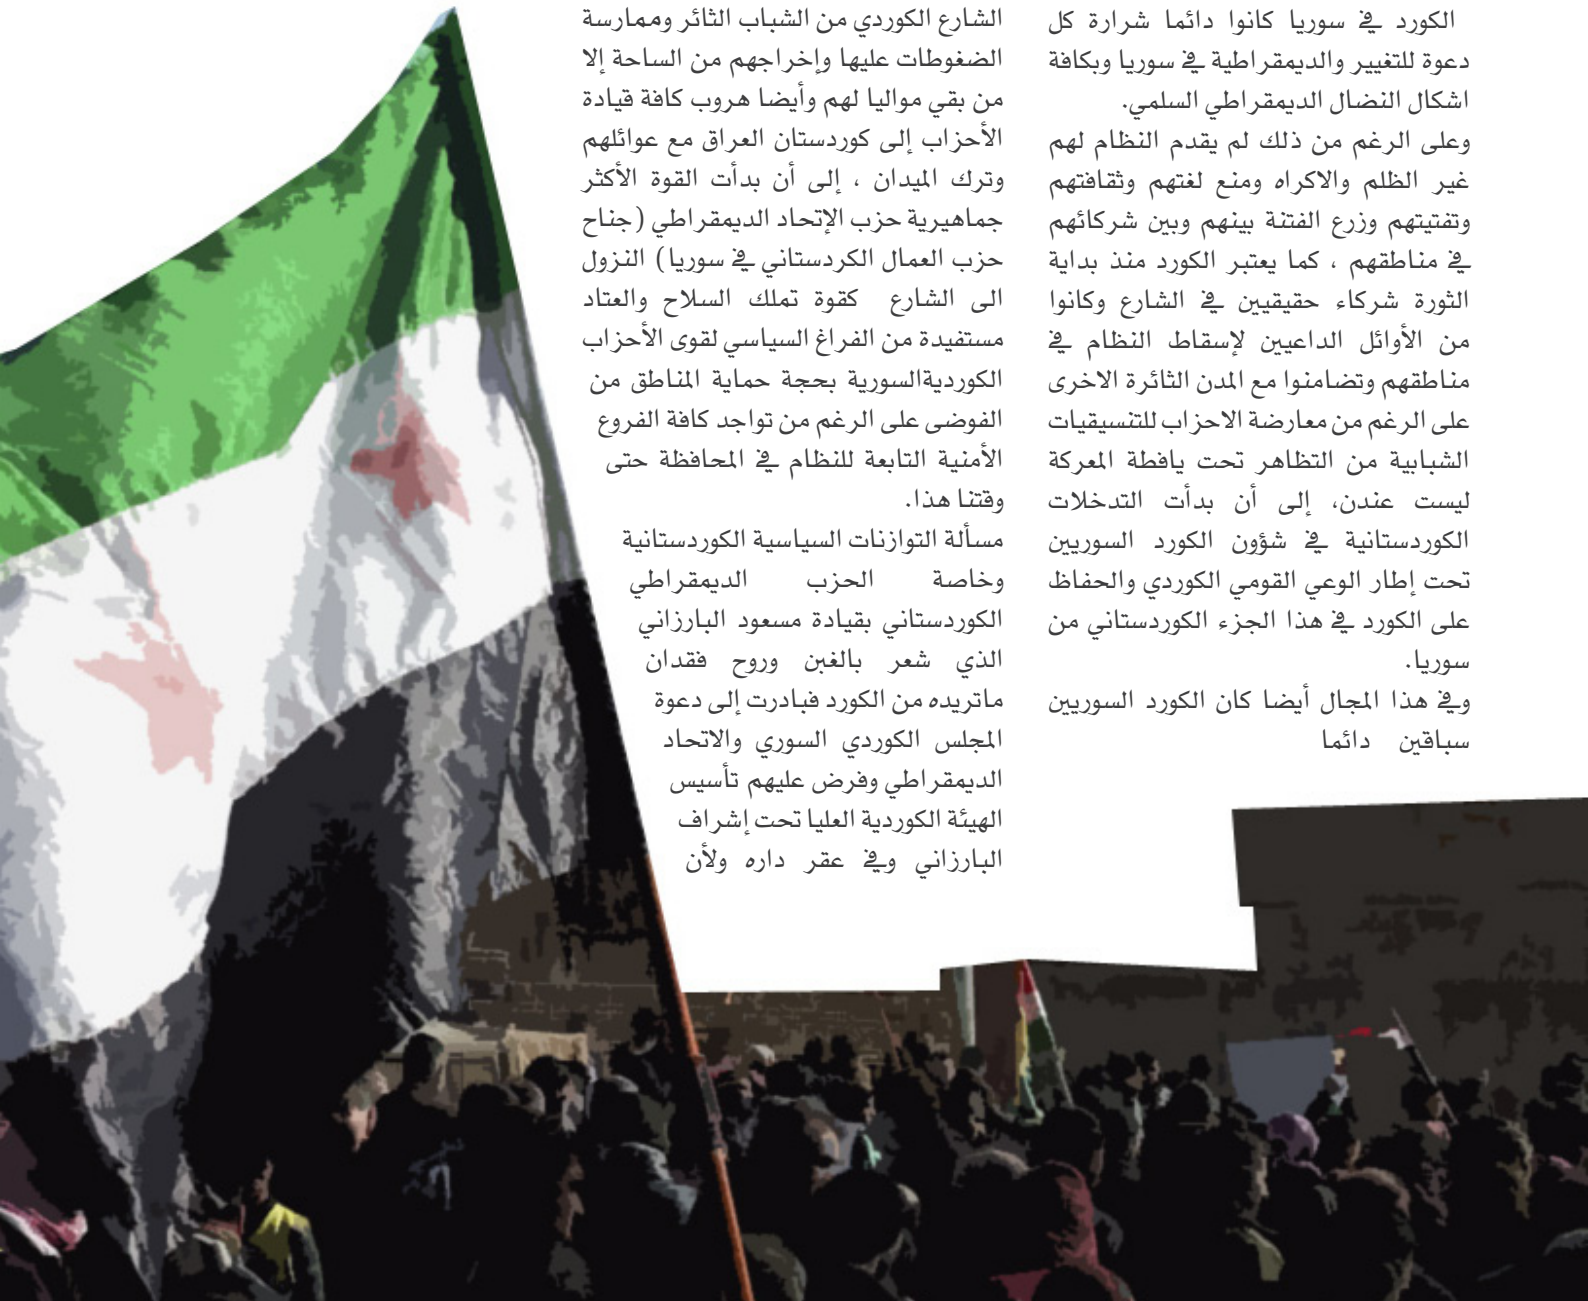 الكورد في سوريا كانوا دائما شرارة كل
دعوة للتغيير والديمقراطية في سوريا وبكافة
اشكال النضال الديمقراطي السلمي.
وعلى الرغم من ذلك لم يقدم النظام لهم
غير الظلم والاكراه ومنع لغتهم وثقافتهم
وتفتيتهم وزرع الفتنة بينهم وبين شركائهم
في مناطقهم ، كما يعتبر الكورد منذ بداية
الثورة شركاء حقيقيين في الشارع وكانوا
من الأوائل الداعيين لإسقاط النظام في
مناطقهم وتضامنوا مع المدن الثائرة الاخرى
على الرغم من معارضة الاحزاب للتنسيقيات
الشبابية من التظاهر تحت يافطة المعركة
ليست عندن، إلى أن بدأت التدخلات
الكوردستانية في شؤون الكورد السوريين
تحت إطار الوعي القومي الكوردي والحفاظ
على الكورد في هذا الجزء الكوردستاني من
سوريا.
وفي هذا المجال أيضا كان الكورد السوريين
سباقين دائما
الشارع الكوردي من الشباب الثائر وممارسة
الضغوطات عليها وإخراجهم من الساحة إلا
من بقي مواليا لهم وأيضا هروب كافة قيادة
الأحزاب إلى كوردستان العراق مع عوائلهم
وترك الميدان ، إلى أن بدأت القوة الأكثر
جماهيرية حزب الإتحاد الديمقراطي (جناح
حزب العمال الكردستاني في سوريا) النزول
الى الشارع كقوة تملك السلاح والعتاد
مستفيدة من الفراغ السياسي لقوى الأحزاب
الكورديةالسورية بحجة حماية المناطق من
الفوضى على الرغم من تواجد كافة الفروع
الأمنية التابعة للنظام في المحافظة حتى
وقتنا هذا.
مسألة التوازنات السياسية الكوردستانية
وخاصة الحزب الديمقراطي
الكوردستاني بقيادة مسعود البارزاني
الذي شعر بالغبن وروح فقدان
ماتريده من الكورد فبادرت إلى دعوة
المجلس الكوردي السوري والاتحاد
الديمقراطي وفرض عليهم تأسيس
الهيئة الكوردية العليا تحت إشراف
البارزاني وفي عقر داره ولأن